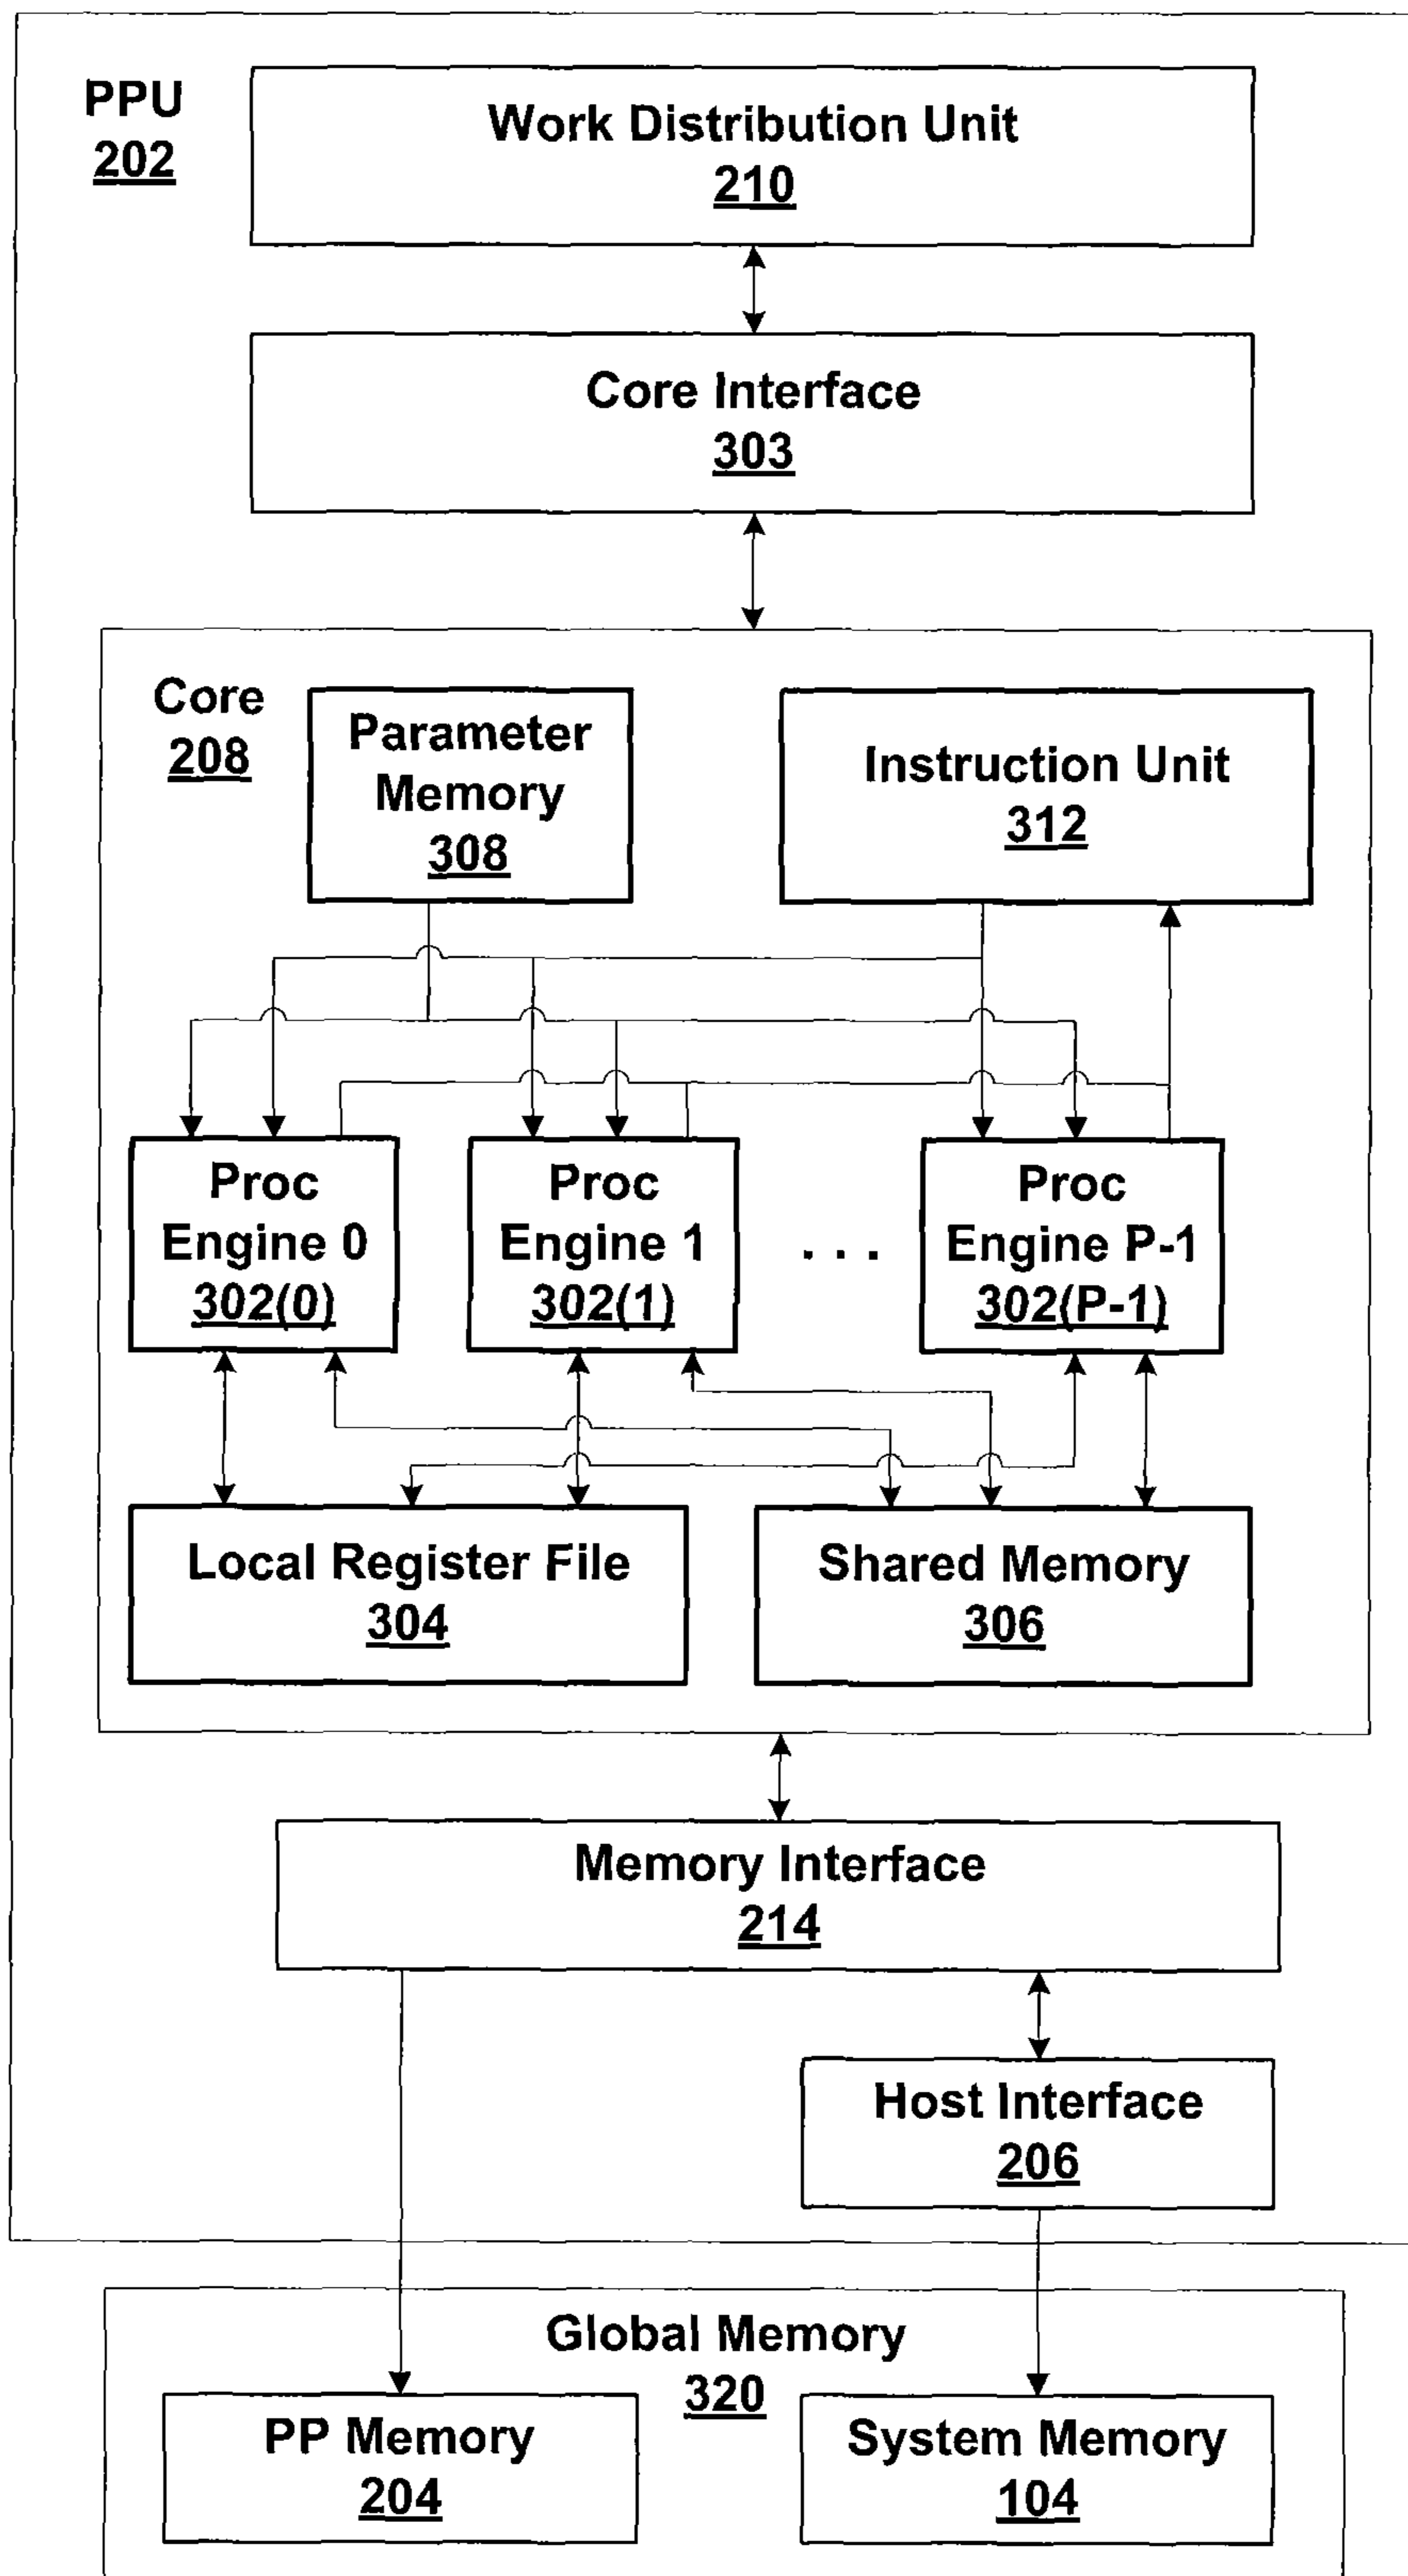 PPU
202
Work Distribution Unit
210
Core Interface
303
Core
208
Parameter
Memory
308
Instruction Unit
312
Proc
Engine 0
302(0)
Proc
Engine 1
302(1)
. . .
Proc
Engine P-1
302(P-1)
Local Register File
304
Shared Memory
306
Memory Interface
214
Host Interface
206
Global Memory
320
PP Memory
204
System Memory
104